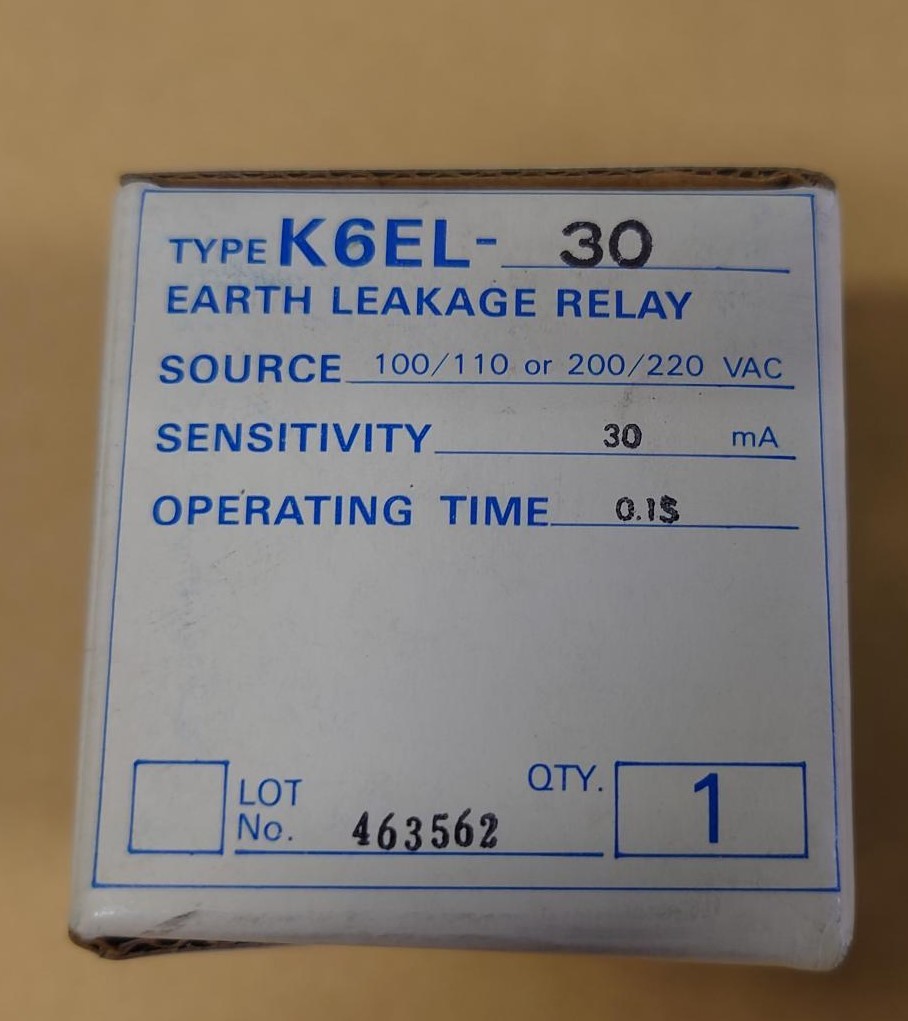 TYPE K6EL- 30
EARTH LEAKAGE RELAY
SOURCE 100/110 or 200/220 VAC
SENSITIVITY 30 mA
OPERATING TIME 0.1S
LOT No. 463562
QTY. 1